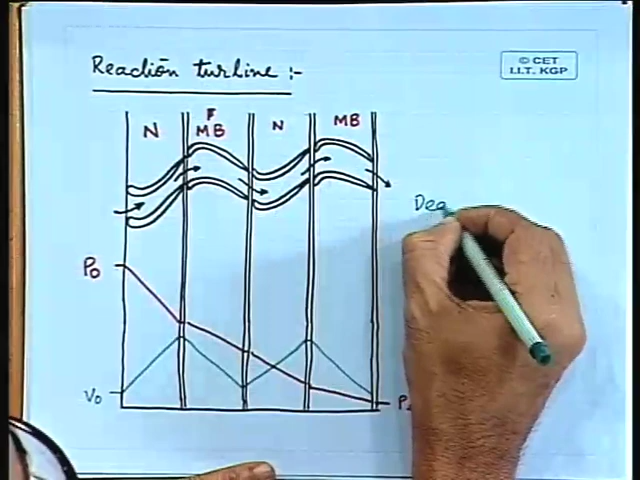 Reaction turbine :-
© CET
I.I.T. KGP
F
N MB N MB
Deg
P₀
V₀